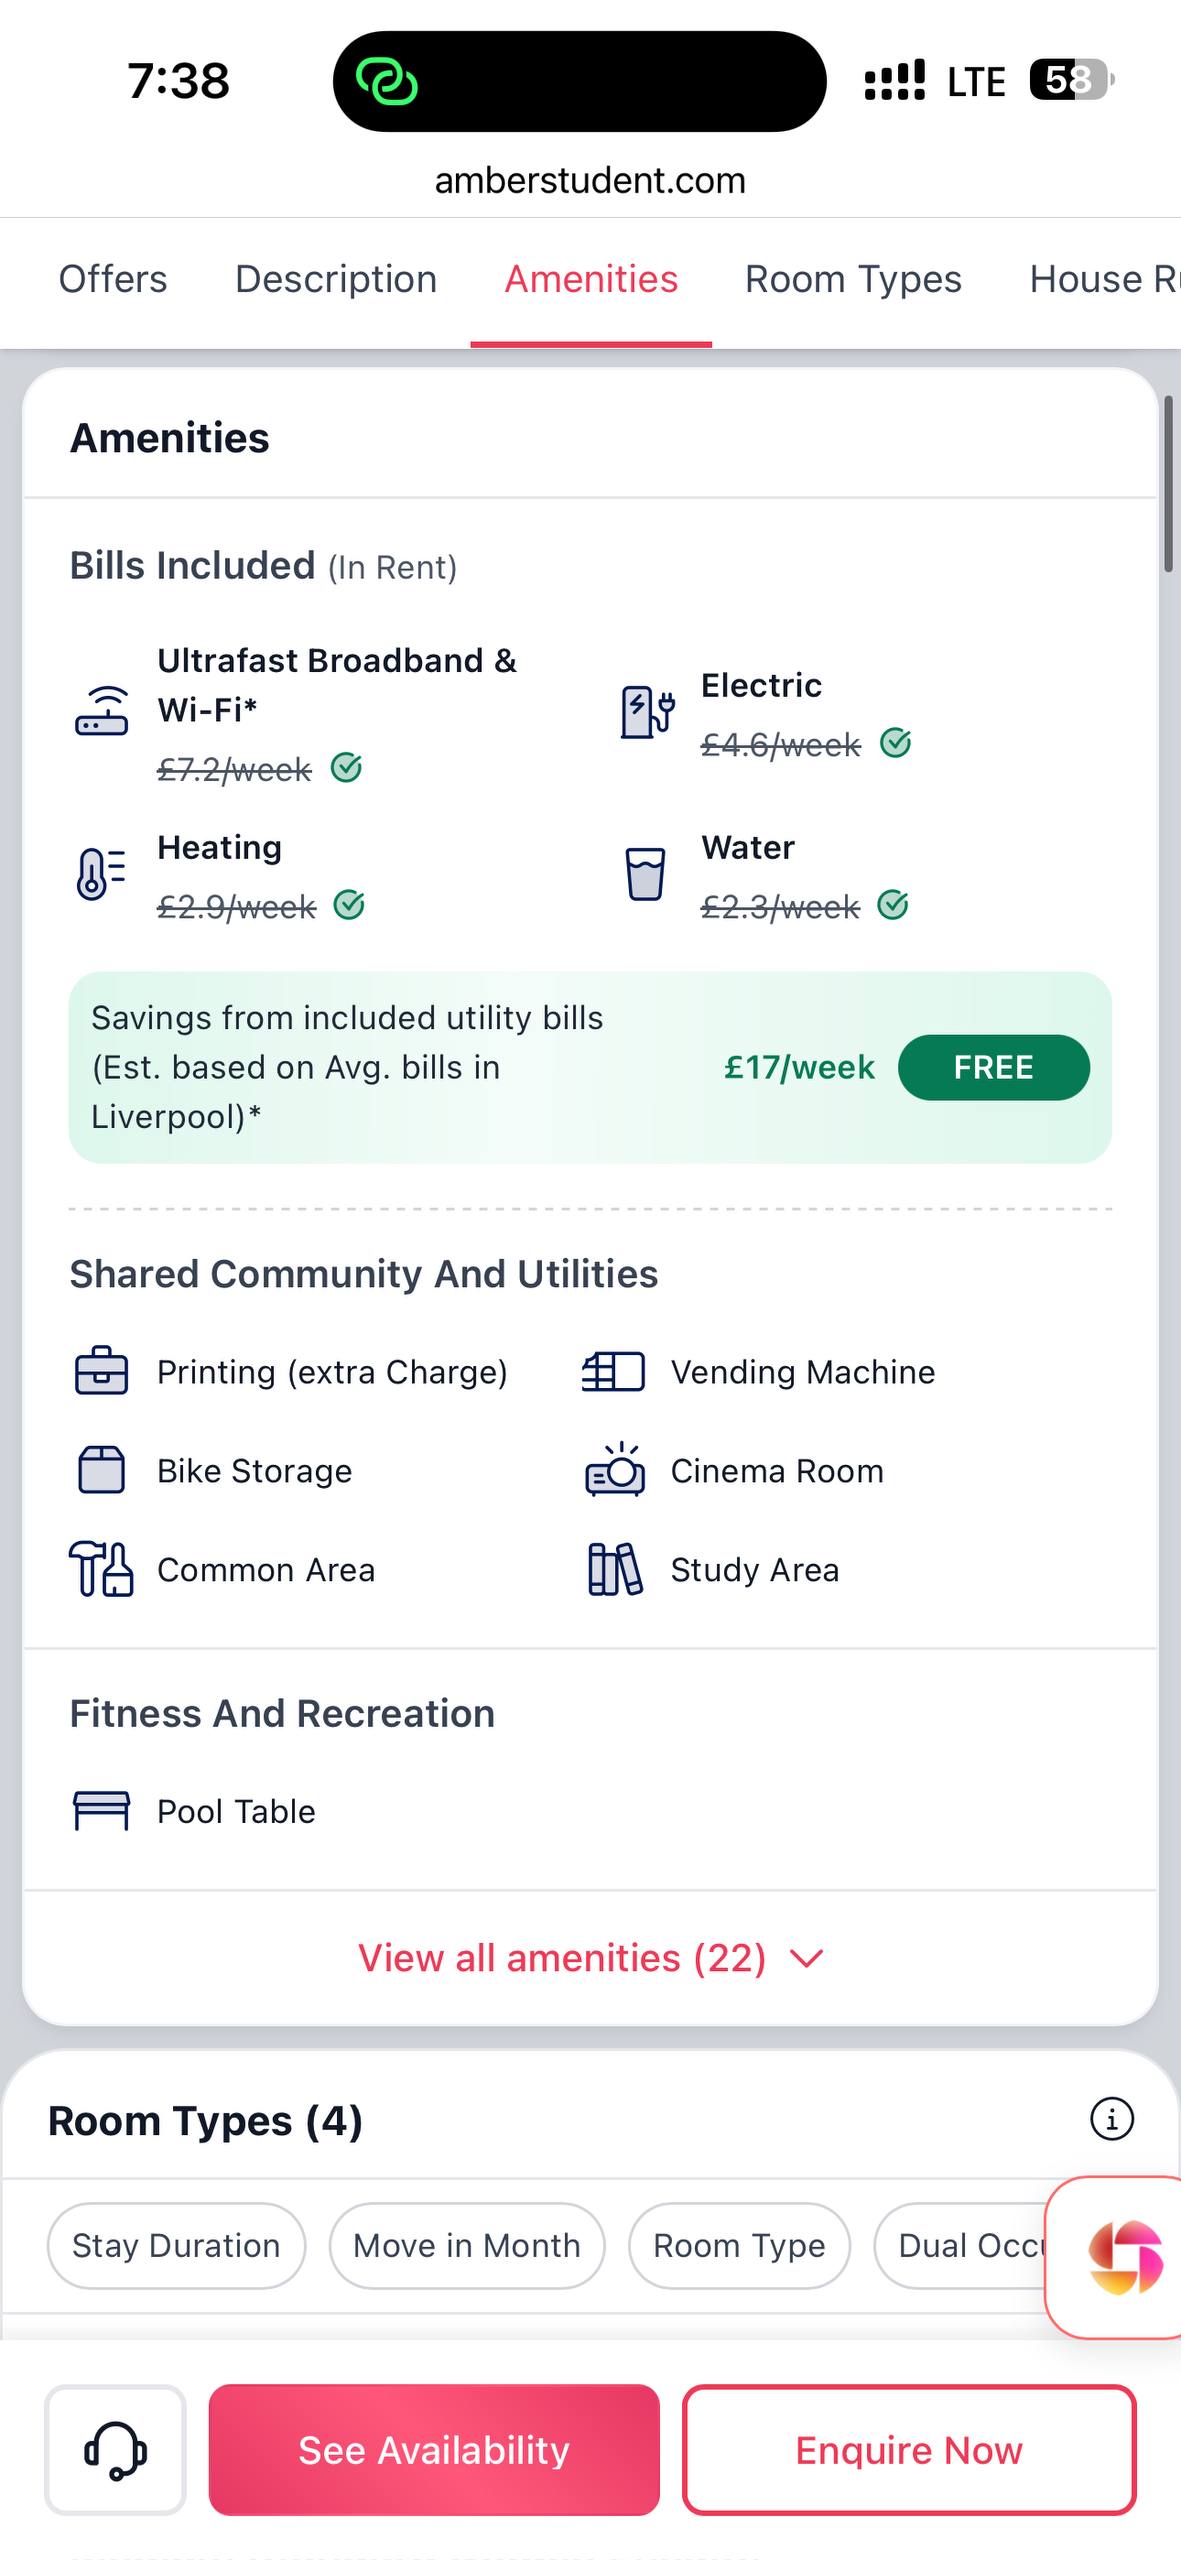 7:38
LTE
58
amberstudent.com
Offers
Description
Amenities
Room Types
House Ru
Amenities
Bills Included (In Rent)
Ultrafast Broadband &
Wi-Fi*
£7.2/week
Electric
£4.6/week
Heating
£2.9/week
Water
£2.3/week
Savings from included utility bills
(Est. based on Avg. bills in
Liverpool)*
£17/week
FREE
Shared Community And Utilities
Printing (extra Charge)
Vending Machine
Bike Storage
Cinema Room
Common Area
Study Area
Fitness And Recreation
Pool Table
View all amenities (22)
Room Types (4)
Stay Duration
Move in Month
Room Type
Dual Occu
See Availability
Enquire Now